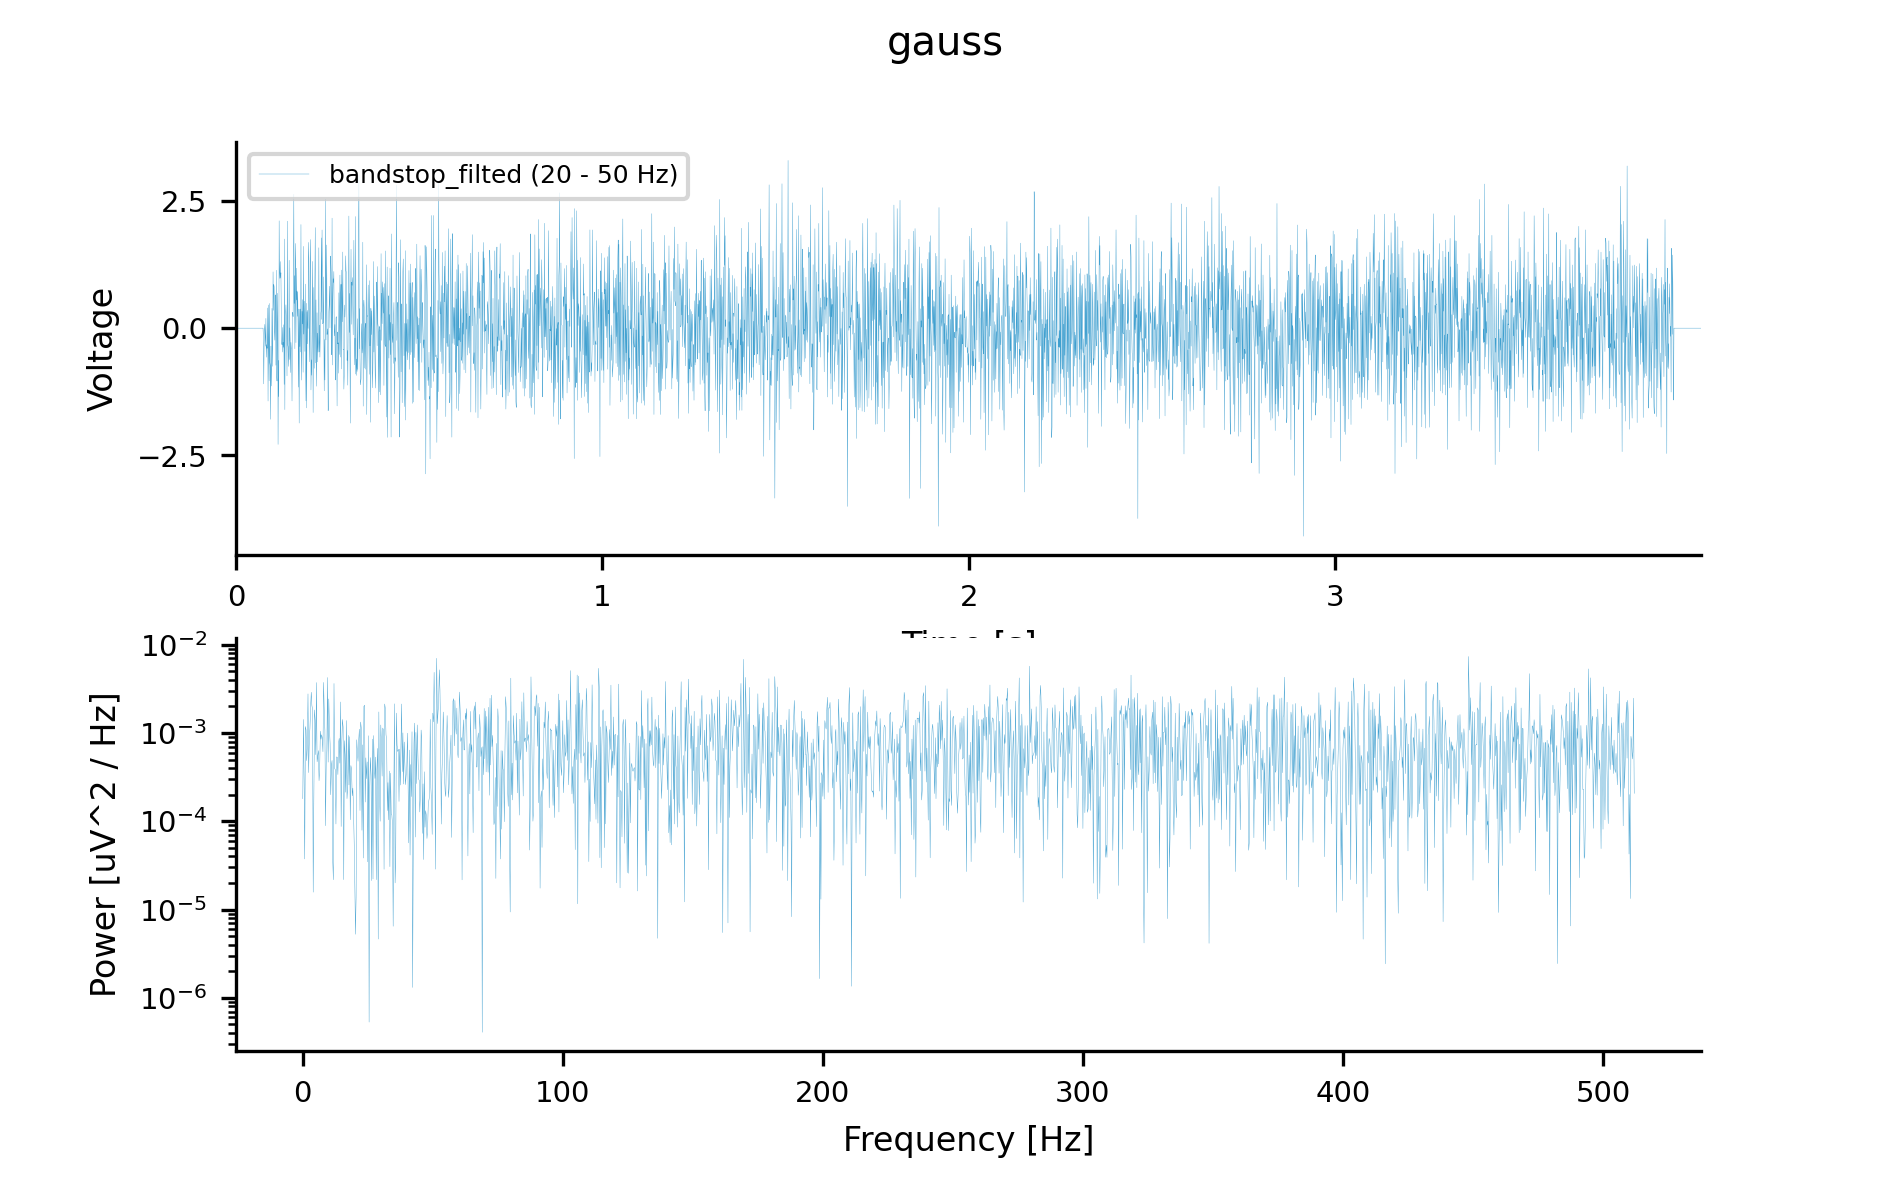 gauss
bandstop_filted (20 - 50 Hz)
Voltage
2.5
0.0
−2.5
0 1 2 3
Time [s]
Power [uV^2 / Hz]
10⁻²
10⁻³
10⁻⁴
10⁻⁵
10⁻⁶
0 100 200 300 400 500
Frequency [Hz]